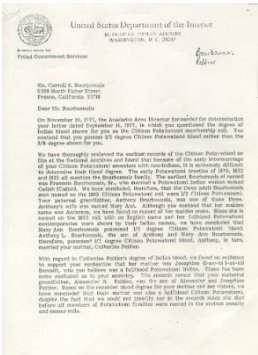 United States Department of the Interior
BUREAU OF INDIAN AFFAIRS
WASHINGTON, D.C. 20245
Tribal Government Services
Bourbonnais
Mr. Carroll E. Bourbonnais
5388 North Fisher Street
Fresno, California 93710
Dear Mr. Bourbonnais:
On November 29, 1977, the Anadarko Area Director forwarded for determination
your letter dated September 14, 1977, in which you questioned the degree of
Indian blood shown for you on the Citizen Potawatomi membership roll. You
contend that you possess 1/2 degree Citizen Potawatomi blood rather than the
3/8 degree shown for you.
We have thoroughly reviewed the earliest records of the Citizen Potawatomi on
file at the National Archives and found that because of the early intermarriages
of your Citizen Potawatomi ancestors with non-Indians, it is extremely difficult
to determine their blood degree. The early Potawatomi treaties of
and all mention the Bourbonnais family. The earliest Bourbonnais of record
was Francois Bourbonnais, Sr., who married a Potawatomi woman named
We have concluded, therefore, that the three adult Bourbonnais
men named on the 1863 Citizen Potawatomi roll were 1/2 Potawatomi.
Your paternal grandfather, Anthony Bourbonnais, was one of those three.
Anthony's wife was named Mary Ann. Although you contend that her maiden
name was Anderson, we have found no record of her maiden name. Since she is
named on the 1863 roll with an English name and her fullblood Potawatomi
contemporaries were shown by their Indian names, we have concluded that
Mary Ann Bourbonnais possessed 1/2 degree Citizen Potawatomi blood.
Anthony L. Bourbonnais, the son of Anthony and Mary Ann Bourbonnais,
therefore, possessed 1/2 degree Citizen Potawatomi blood. Anthony, in turn,
married your mother, Catherine Peltier.
With regard to Catherine Peltier's degree of Indian blood, we found no evidence
to support your contention that her mother was Josephine
Bennett, who you believe was a fullblood Potawatomi Indian. There has been
some confusion as to your ancestry. The records reveal that your maternal
grandfather, Alexander B. Peltier, was the son of Alexander and Josephine
Peltier. Based on the recorded blood degree for your mother and her sisters, we
have concluded that their mother was also a fullblood Citizen Potawatomi,
despite the fact that we could not identify her in the records since
before all members of Potawatomi families were named in the various annuity
and census rolls.